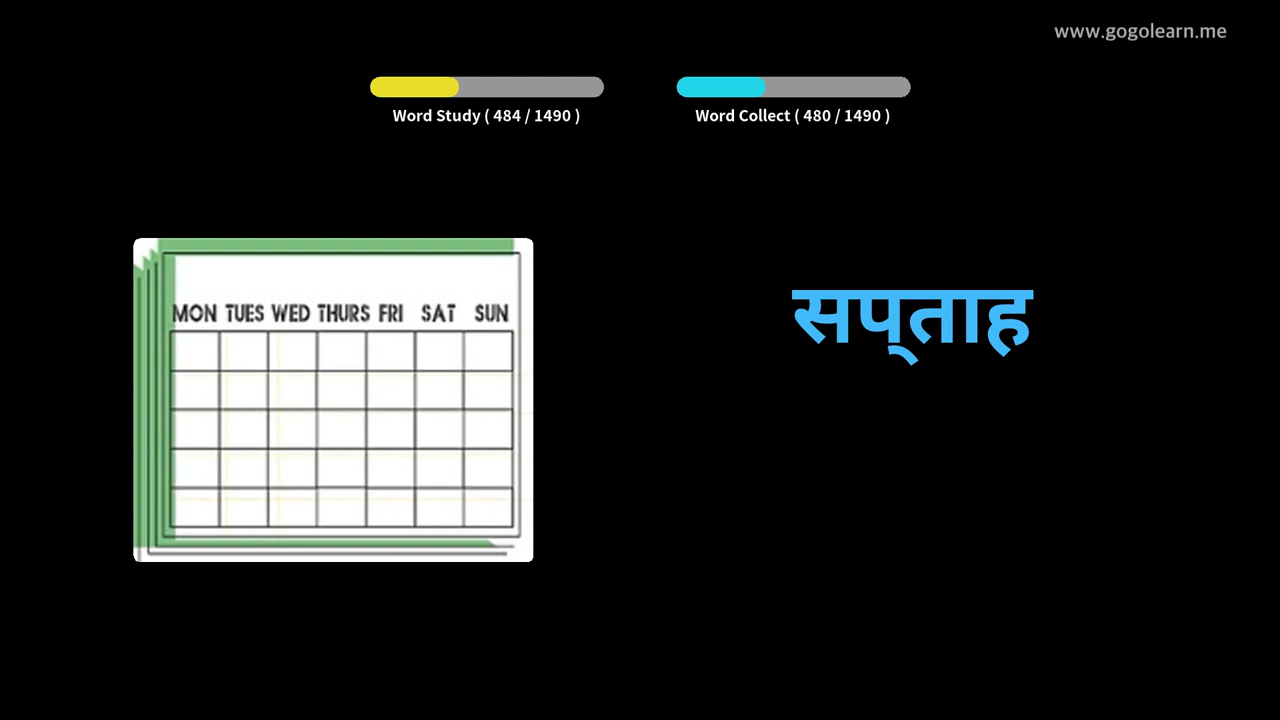 www.gogolearn.me
Word Study ( 484 / 1490 )
Word Collect ( 480 / 1490 )
MON TUES WED THURS FRI SAT SUN
सप्ताह